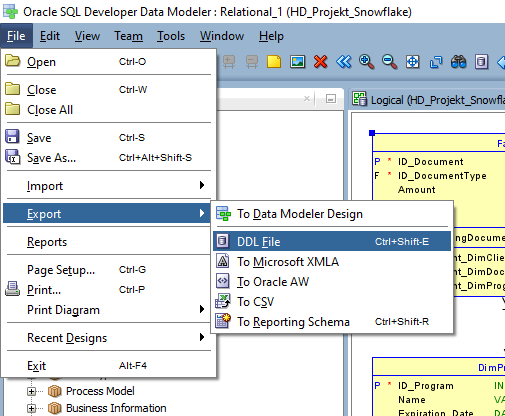 Oracle SQL Developer Data Modeler : Relational_1 (HD_Projekt_Snowflake)
File Edit View Team Tools Window Help
Open Ctrl-O
Close Ctrl-W
Close All
Save Ctrl-S
Save As... Ctrl+Alt+Shift-S
Import
Export
Reports
Page Setup... Ctrl-G
Print... Ctrl-P
Print Diagram
Recent Designs
Exit Alt-F4
To Data Modeler Design
DDL File Ctrl+Shift-E
To Microsoft XMLA
To Oracle AW
To CSV
To Reporting Schema Ctrl+Shift-R
Process Model
Business Information
Logical (HD_Projekt_Snowfla
Fa
P * ID_Document
F * ID_DocumentType
Amount
ngDocume
t_DimClie
t_DimDoc
t_DimProg
DimPr
P * ID_Program IN
Name VA
Expiration_Date DA